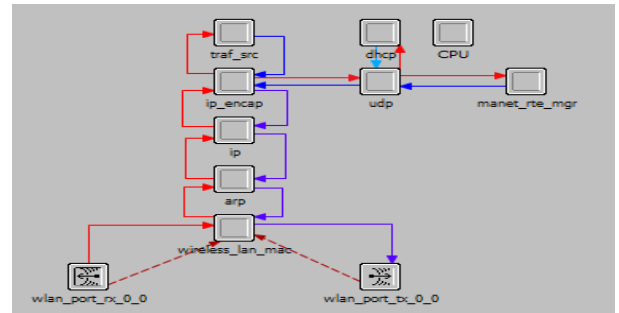 traf_src
dhcp
CPU
ip_encap
udp
manet_rte_mgr
ip
arp
wireless_lan_mac
wlan_port_rx_0_0
wlan_port_tx_0_0